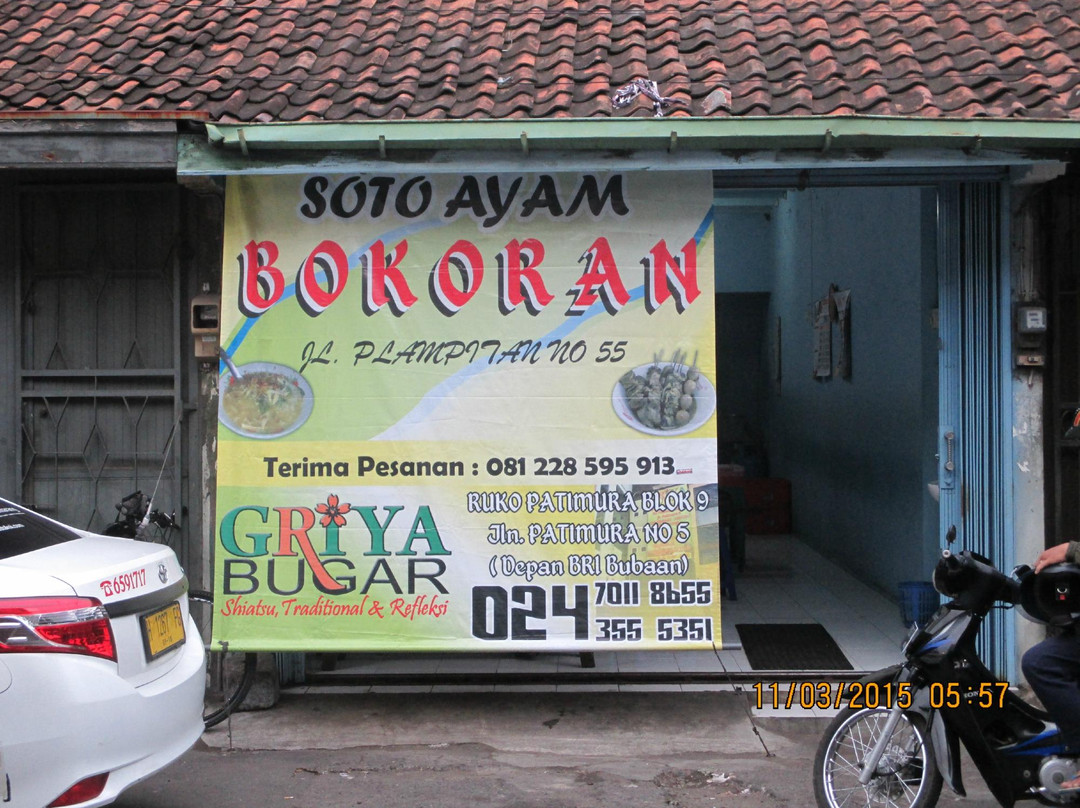 SOTO AYAM
BOKORAN
JL. PLAMPITAN NO 55
Terima Pesanan : 081 228 595 913
GRIYA
BUGAR
Shiatsu, Traditional & Refleksi
RUKO PATIMURA BLOK 9
Jln. PATIMURA NO 5
( Depan BRI Bubaan)
024
7011 8655
355 5351
6591717
11/03/2015 05:57